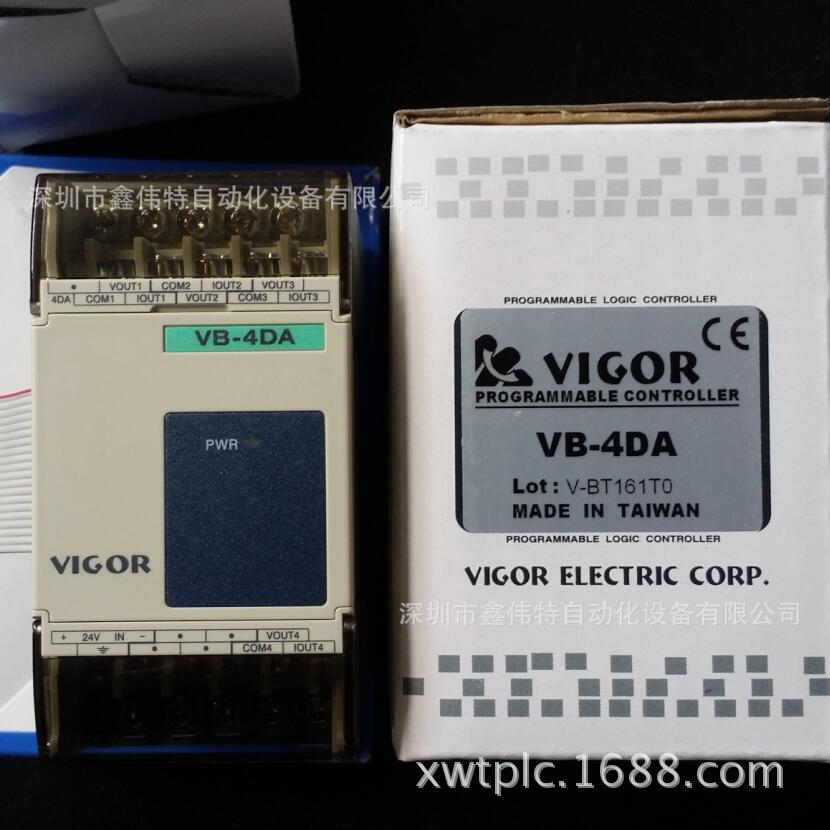 深圳市鑫伟特自动化设备有限公司
• VOUT1 COM2 IOUT2 VOUT3
4DA COM1 IOUT1 VOUT2 COM3 IOUT3
VB-4DA
PWR
VIGOR
+ 24V IN - • • VOUT4
• • COM4 IOUT4
PROGRAMMABLE LOGIC CONTROLLER
CE
VIGOR
PROGRAMMABLE CONTROLLER
VB-4DA
Lot : V-BT161T0
MADE IN TAIWAN
PROGRAMMABLE LOGIC CONTROLLER
VIGOR ELECTRIC CORP.
深圳市鑫伟特自动化设备有限公司
xwtplc.1688.com